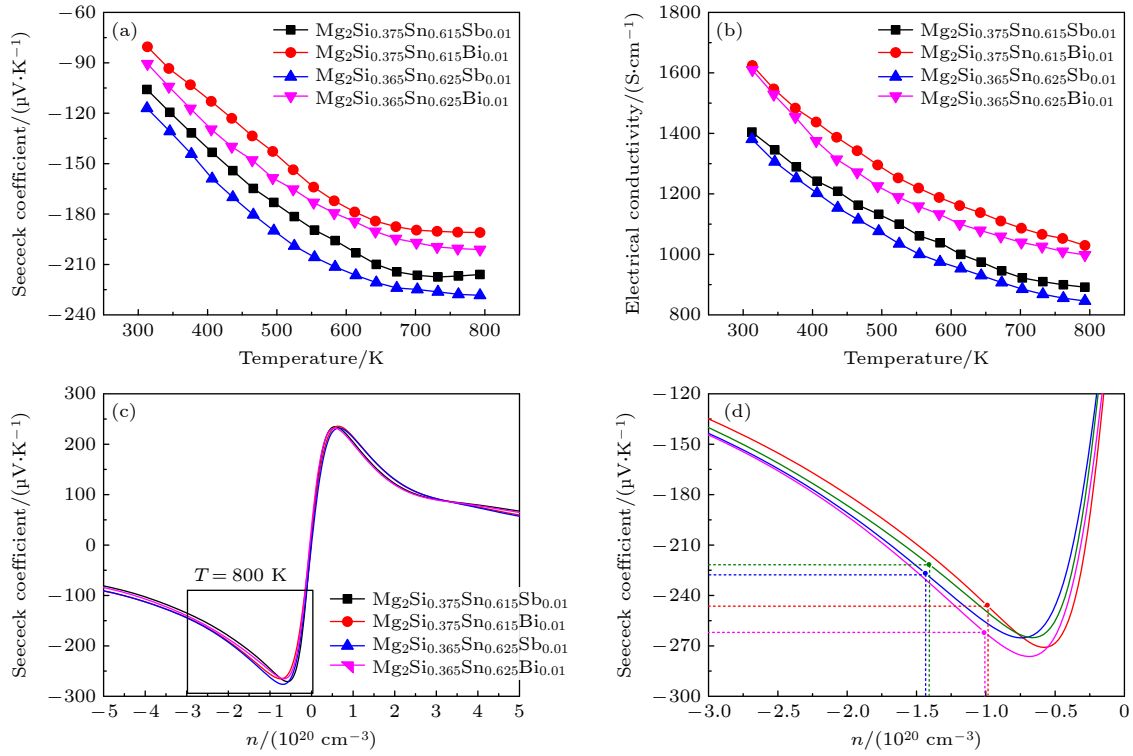 (a)
Mg2Si0.375Sn0.615Sb0.01
Mg2Si0.375Sn0.615Bi0.01
Mg2Si0.365Sn0.625Sb0.01
Mg2Si0.365Sn0.625Bi0.01
−60
−90
−120
−150
−180
−210
−240
Seececk coefficient/(μV·K−1)
300 400 500 600 700 800
Temperature/K
(b)
Mg2Si0.375Sn0.615Sb0.01
Mg2Si0.375Sn0.615Bi0.01
Mg2Si0.365Sn0.625Sb0.01
Mg2Si0.365Sn0.625Bi0.01
1800
1600
1400
1200
1000
800
Electrical conductivity/(S·cm−1)
300 400 500 600 700 800
Temperature/K
(c)
300
200
100
0
−100
−200
−300
Seececk coefficient/(μV·K−1)
T = 800 K
Mg2Si0.375Sn0.615Sb0.01
Mg2Si0.375Sn0.615Bi0.01
Mg2Si0.365Sn0.625Sb0.01
Mg2Si0.365Sn0.625Bi0.01
−5 −4 −3 −2 −1 0 1 2 3 4 5
n/(10^20 cm−3)
(d)
−120
−150
−180
−210
−240
−270
−300
Seececk coefficient/(μV·K−1)
−3.0 −2.5 −2.0 −1.5 −1.0 −0.5 0
n/(10^20 cm−3)